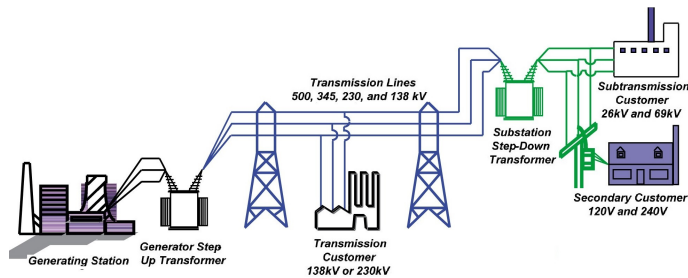 Transmission Lines
500, 345, 230, and 138 kV
Substation
Step-Down
Transformer
Subtransmission
Customer
26kV and 69kV
Secondary Customer
120V and 240V
Generating Station
Generator Step
Up Transformer
Transmission
Customer
138kV or 230kV